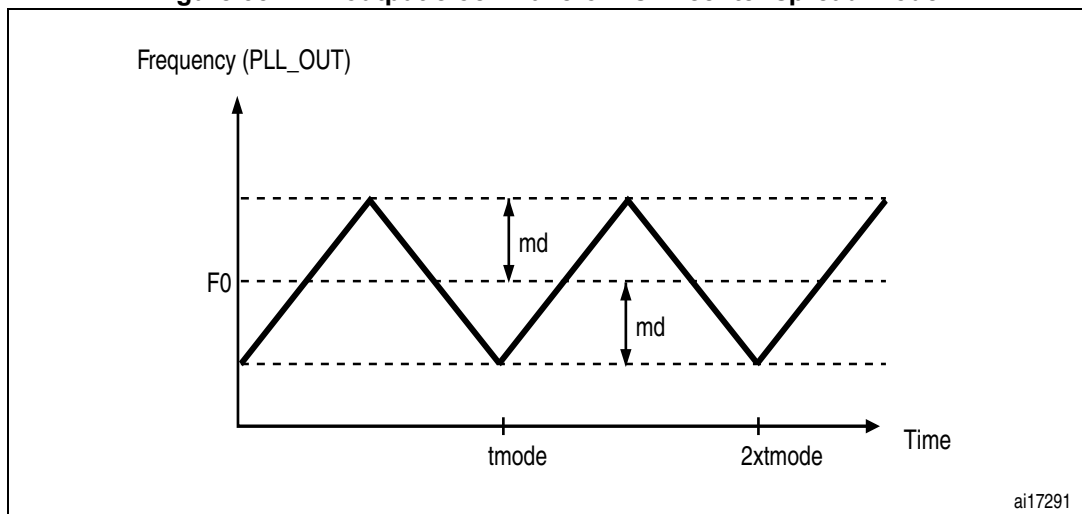 Frequency (PLL_OUT)
md
F0
md
tmode
2xtmode
Time
ai17291